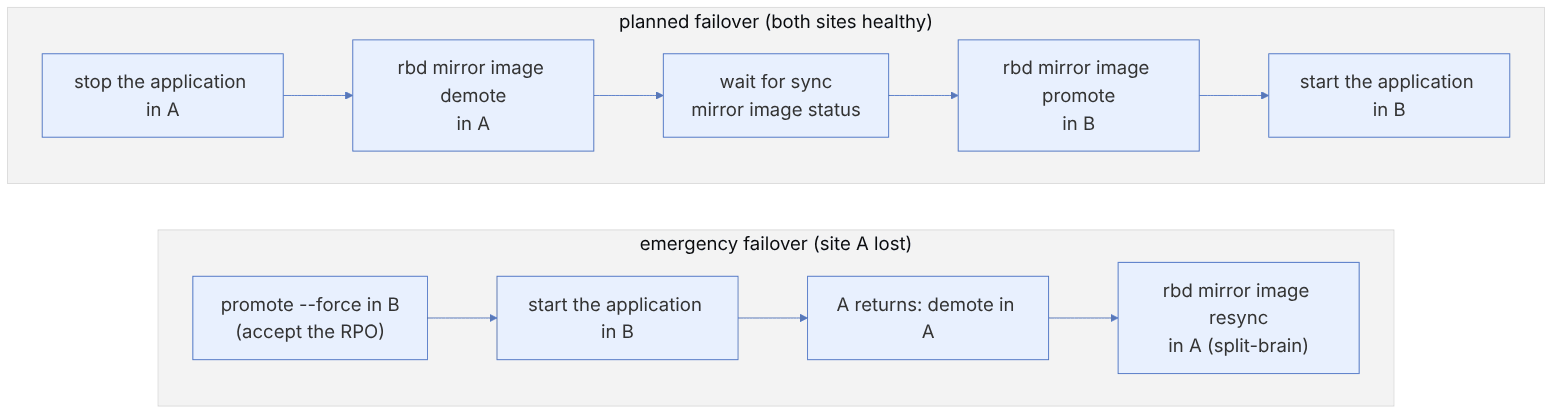 planned failover (both sites healthy)
stop the application
in A
rbd mirror image
demote
in A
wait for sync
mirror image status
rbd mirror image
promote
in B
start the application
in B
emergency failover (site A lost)
promote --force in B
(accept the RPO)
start the application
in B
A returns: demote in
A
rbd mirror image
resync
in A (split-brain)